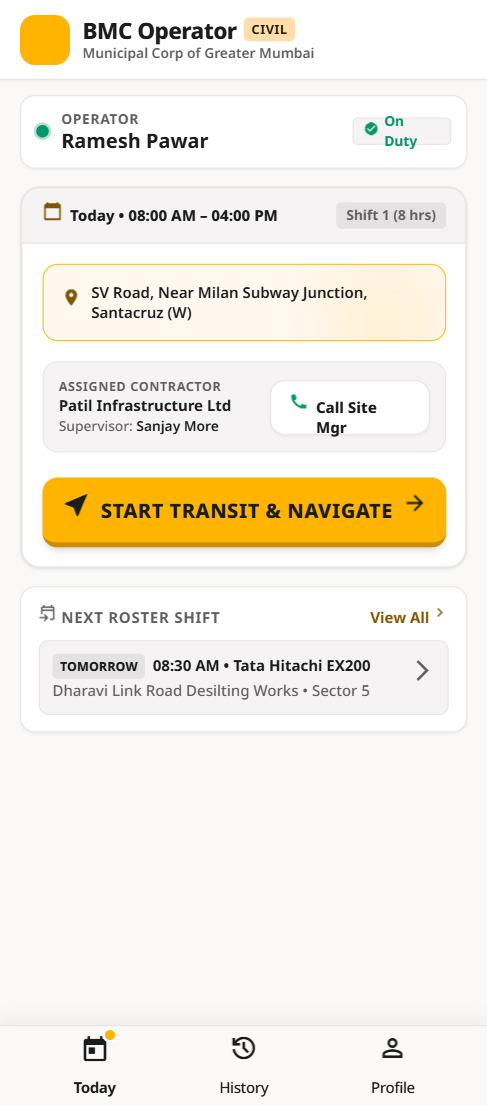 BMC Operator CIVIL
Municipal Corp of Greater Mumbai
OPERATOR
Ramesh Pawar
On
Duty
Today • 08:00 AM – 04:00 PM
Shift 1 (8 hrs)
SV Road, Near Milan Subway Junction,
Santacruz (W)
ASSIGNED CONTRACTOR
Patil Infrastructure Ltd
Supervisor: Sanjay More
Call Site
Mgr
START TRANSIT & NAVIGATE
NEXT ROSTER SHIFT
View All
TOMORROW 08:30 AM • Tata Hitachi EX200
Dharavi Link Road Desilting Works • Sector 5
Today
History
Profile